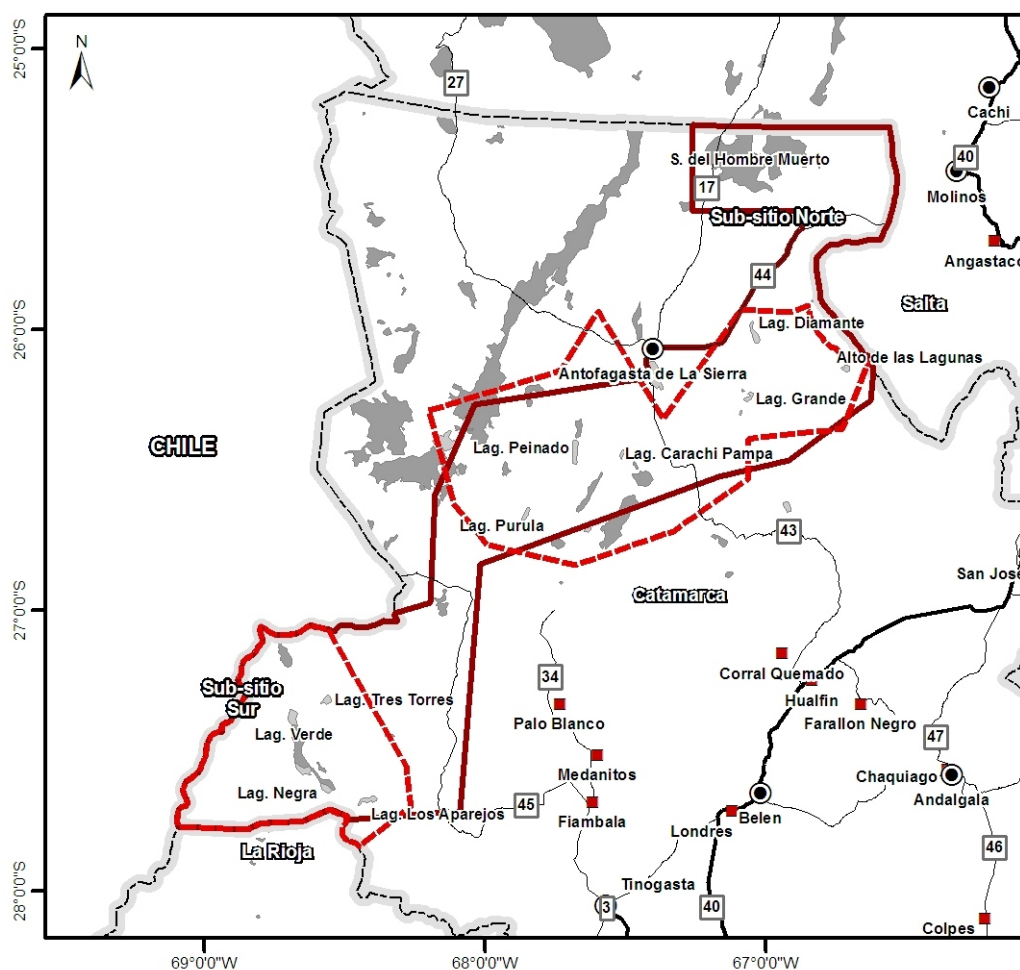 25°0'0"S
N
27
Cachi
40
S. del Hombre Muerto
17
Molinos
Sub-sitio Norte
Angastaco
44
Salta
26°0'0"S
Lag. Diamante
Alto de las Lagunas
Antofagasta de La Sierra
Lag. Grande
CHILE
Lag. Peinado
Lag. Carachi Pampa
Lag. Purula
43
San José
Catamarca
27°0'0"S
Sub-sitio
Sur
Lag. Tres Torres
34
Corral Quemado
Hualfin
Palo Blanco
Farallon Negro
Lag. Verde
47
Medanitos
Chaquiago
Lag. Negra
Andalgala
45
Lag. Los Aparejos
Fiambala
Belen
Londres
La Rioja
46
Tinogasta
28°0'0"S
3
40
Colpes
69°0'0"W
68°0'0"W
67°0'0"W